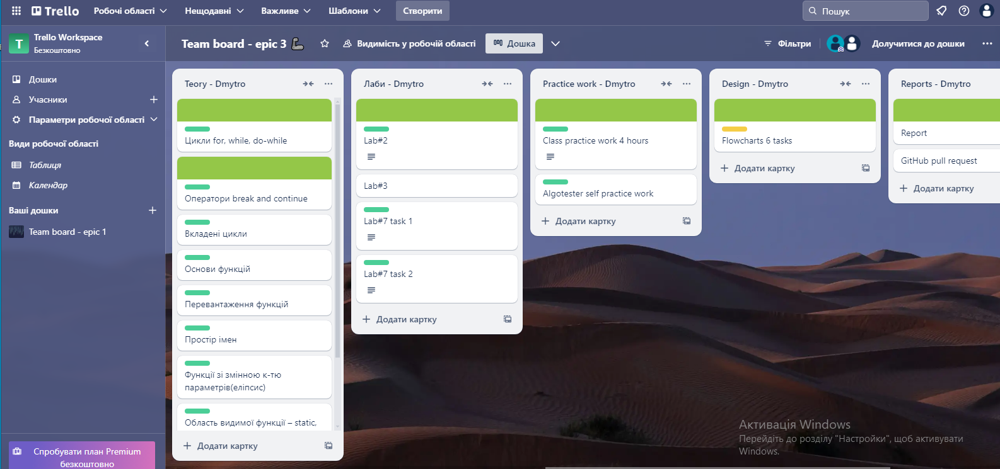 Trello
Робочі області
Нещодавні
Важливе
Шаблони
Створити
Пошук
T
Trello Workspace
Безкоштовно
Дошки
Учасники
Параметри робочої області
Види робочої області
Таблиця
Календар
Ваші дошки
Team board - epic 1
Спробувати план Premium
безкоштовно
Team board - epic 3
Видимість у робочій області
Дошка
Фільтри
Долучитися до дошки
Teory - Dmytro
Цикли for, while, do-while
Оператори break and continue
Вкладені цикли
Основи функцій
Перевантаження функцій
Простір імен
Функції зі змінною к-тю
параметрів(еліпсис)
Область видимої функції – static,
Додати картку
Лаби - Dmytro
Lab#2
Lab#3
Lab#7 task 1
Lab#7 task 2
Додати картку
Practice work - Dmytro
Class practice work 4 hours
Algotester self practice work
Додати картку
Design - Dmytro
Flowcharts 6 tasks
Додати картку
Reports - Dmytro
Report
GitHub pull request
Додати картку
Активація Windows
Перейдіть до розділу "Настройки", щоб активувати
Windows.